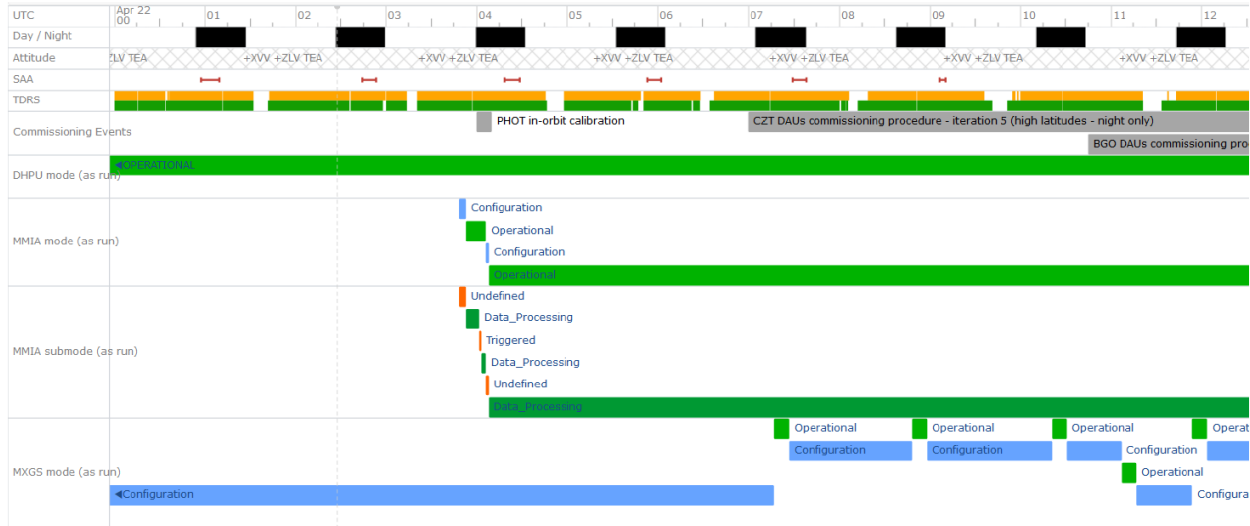 UTC
Apr 22
00 01 02 03 04 05 06 07 08 09 10 11 12
Day / Night
Attitude ZLV TEA +XVV +ZLV TEA +XVV +ZLV TEA +XVV +ZLV TEA +XVV +ZLV TEA +XVV +ZLV TEA +XVV +ZLV TEA
SAA
TDRS
Commissioning Events PHOT in-orbit calibration CZT DAUs commissioning procedure - iteration 5 (high latitudes - night only)
BGO DAUs commissioning pro
DHPU mode (as run) ◄OPERATIONAL
MMIA mode (as run)
Configuration
Operational
Configuration
Operational
MMIA submode (as run)
Undefined
Data_Processing
Triggered
Data_Processing
Undefined
Data_Processing
MXGS mode (as run)
Operational Operational Operational Operat
Configuration Configuration Configuration
Operational
◄Configuration Configura